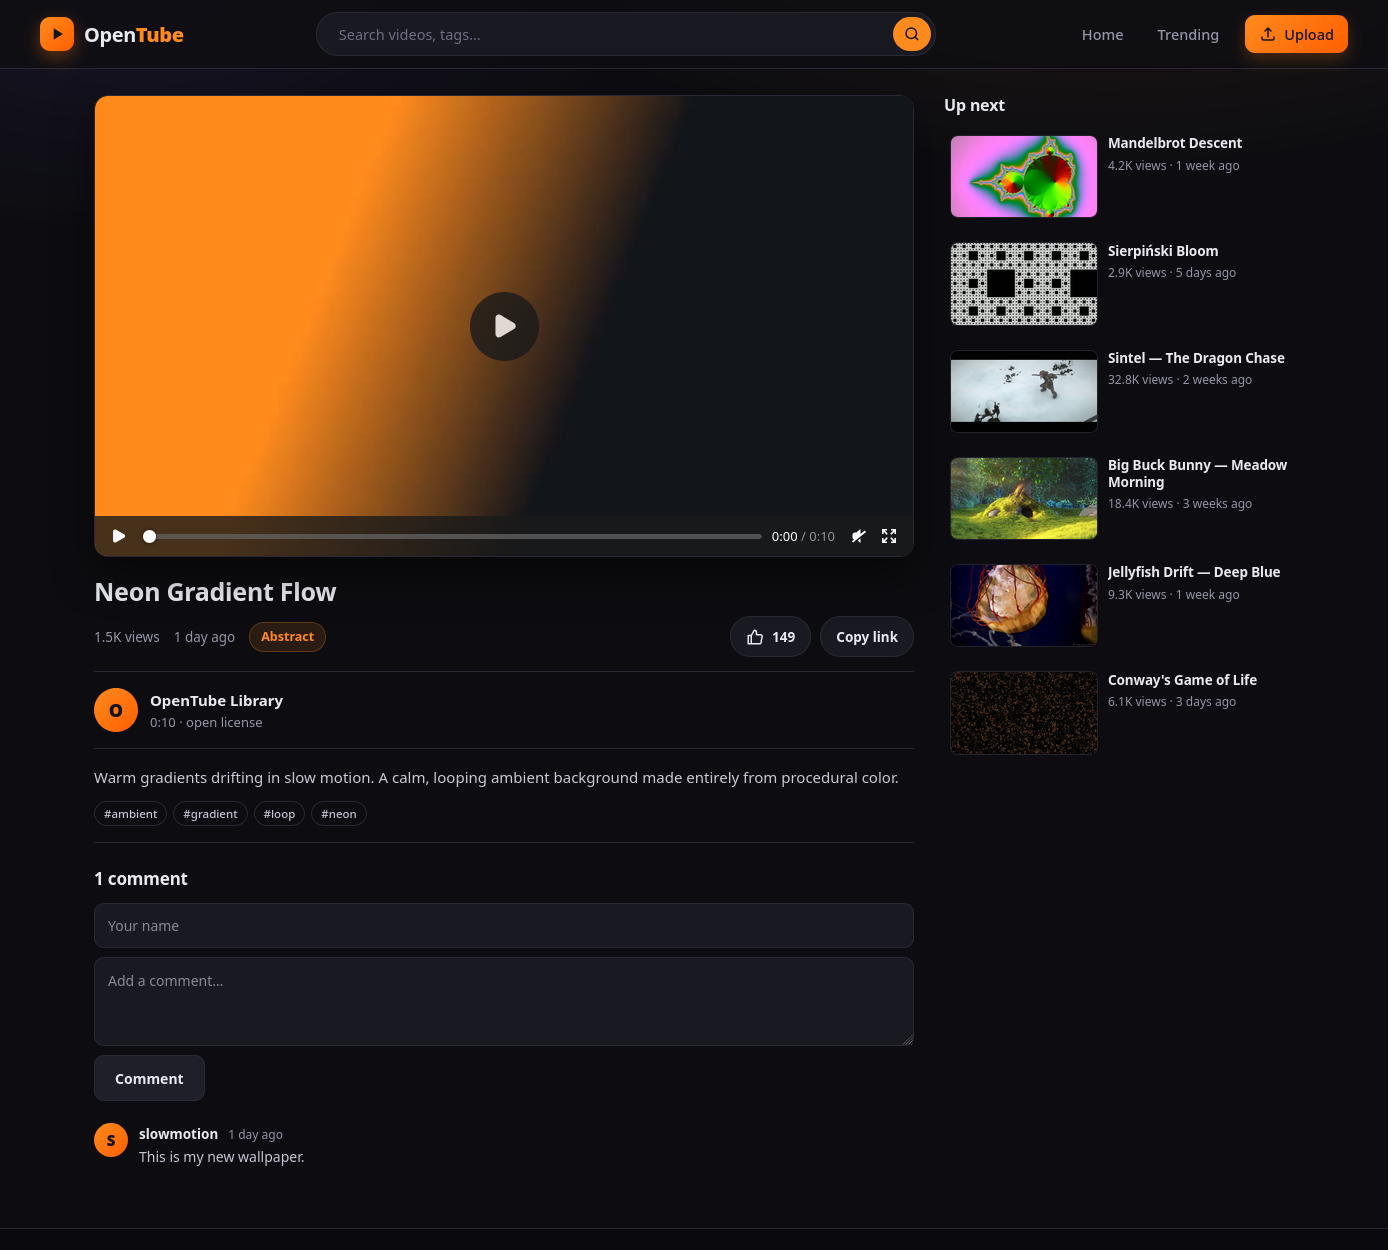 OpenTube
Search videos, tags...
Home
Trending
Upload
0:00 / 0:10
Neon Gradient Flow
1.5K views
1 day ago
Abstract
149
Copy link
O
OpenTube Library
0:10 · open license
Warm gradients drifting in slow motion. A calm, looping ambient background made entirely from procedural color.
#ambient
#gradient
#loop
#neon
1 comment
Your name
Add a comment...
Comment
S
slowmotion 1 day ago
This is my new wallpaper.
Up next
Mandelbrot Descent
4.2K views · 1 week ago
Sierpiński Bloom
2.9K views · 5 days ago
Sintel — The Dragon Chase
32.8K views · 2 weeks ago
Big Buck Bunny — Meadow
Morning
18.4K views · 3 weeks ago
Jellyfish Drift — Deep Blue
9.3K views · 1 week ago
Conway's Game of Life
6.1K views · 3 days ago